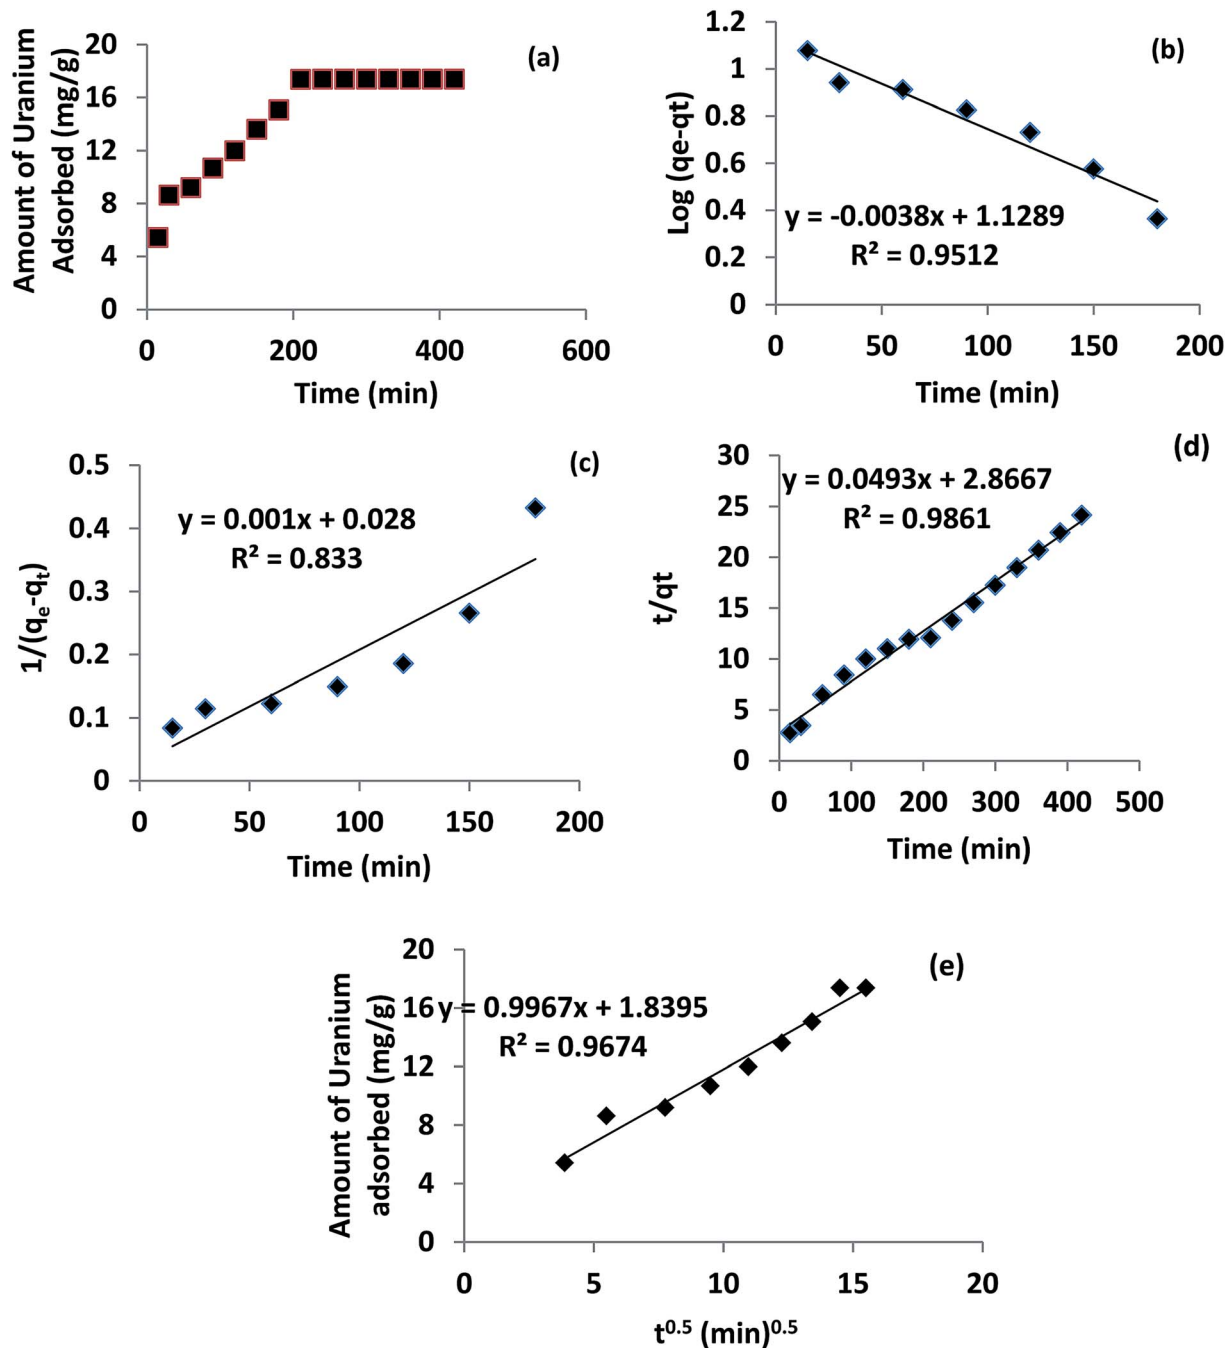 (a)
Amount of Uranium
Adsorbed (mg/g)
20
16
12
8
4
0
0 200 400 600
Time (min)
(b)
Log (qe-qt)
1.2
1
0.8
0.6
0.4
0.2
0
y = -0.0038x + 1.1289
R² = 0.9512
0 50 100 150 200
Time (min)
(c)
1/(qₑ-qₜ)
0.5
0.4
0.3
0.2
0.1
0
y = 0.001x + 0.028
R² = 0.833
0 50 100 150 200
Time (min)
(d)
t/qt
30
25
20
15
10
5
0
y = 0.0493x + 2.8667
R² = 0.9861
0 100 200 300 400 500
Time (min)
(e)
Amount of Uranium
adsorbed (mg/g)
20
16
12
8
4
0
y = 0.9967x + 1.8395
R² = 0.9674
0 5 10 15 20
t⁰·⁵ (min)⁰·⁵